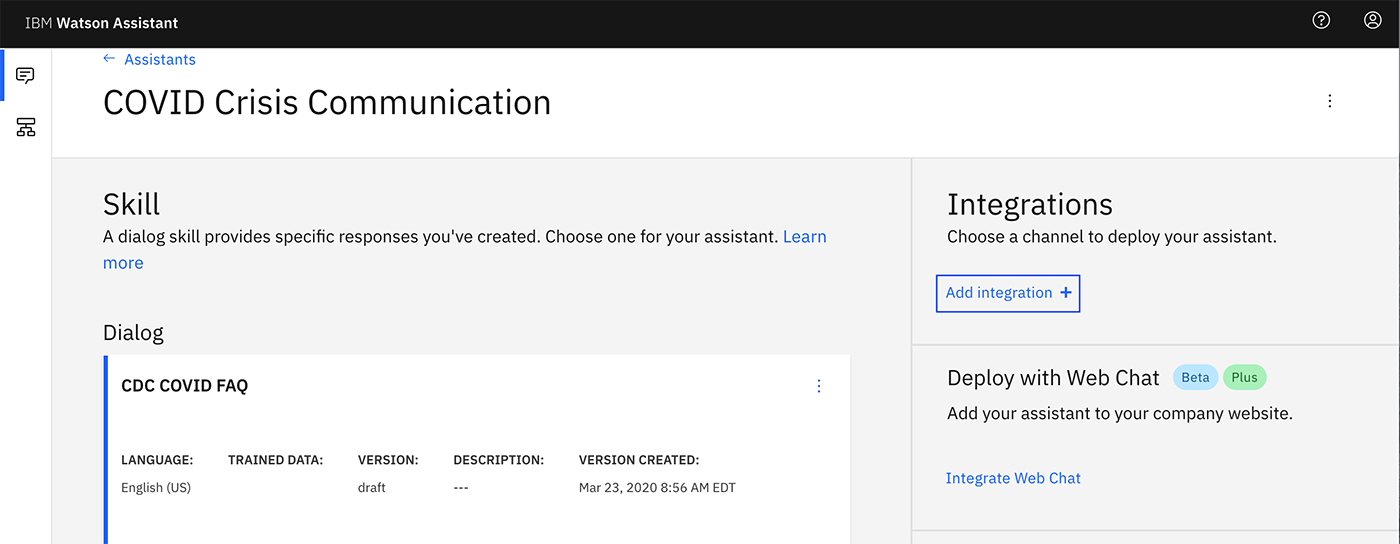 IBM Watson Assistant
← Assistants
COVID Crisis Communication
Skill
A dialog skill provides specific responses you've created. Choose one for your assistant. Learn
more
Dialog
CDC COVID FAQ
LANGUAGE: TRAINED DATA: VERSION: DESCRIPTION: VERSION CREATED:
English (US) draft --- Mar 23, 2020 8:56 AM EDT
Integrations
Choose a channel to deploy your assistant.
Add integration +
Deploy with Web Chat Beta Plus
Add your assistant to your company website.
Integrate Web Chat